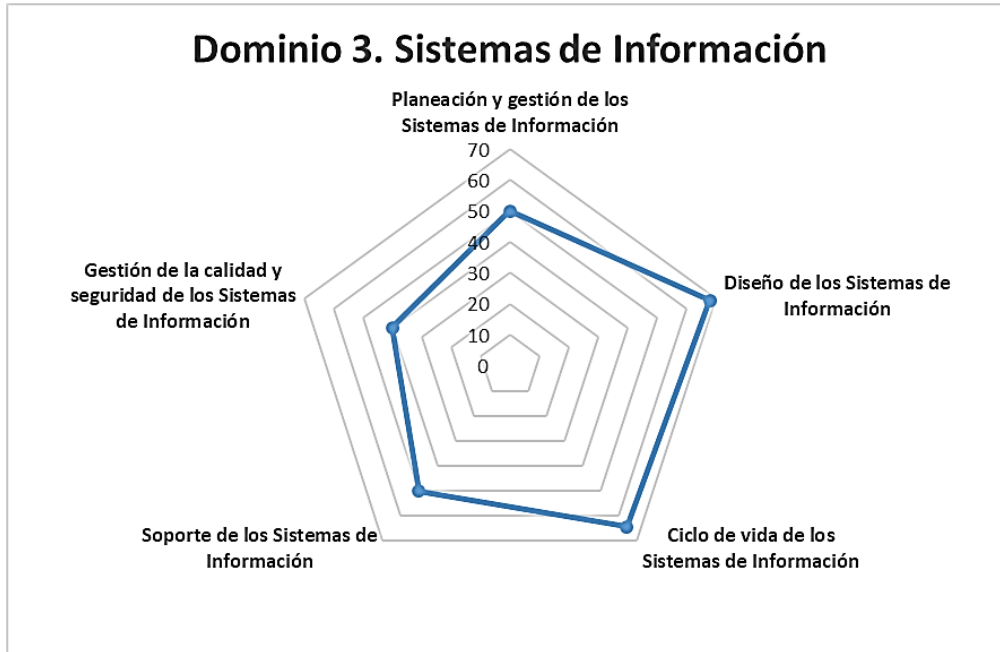 Dominio 3. Sistemas de Información
Planeación y gestión de los
Sistemas de Información
70
60
50
40
30
20
10
0
Diseño de los Sistemas de
Información
Ciclo de vida de los
Sistemas de Información
Soporte de los Sistemas de
Información
Gestión de la calidad y
seguridad de los Sistemas
de Información